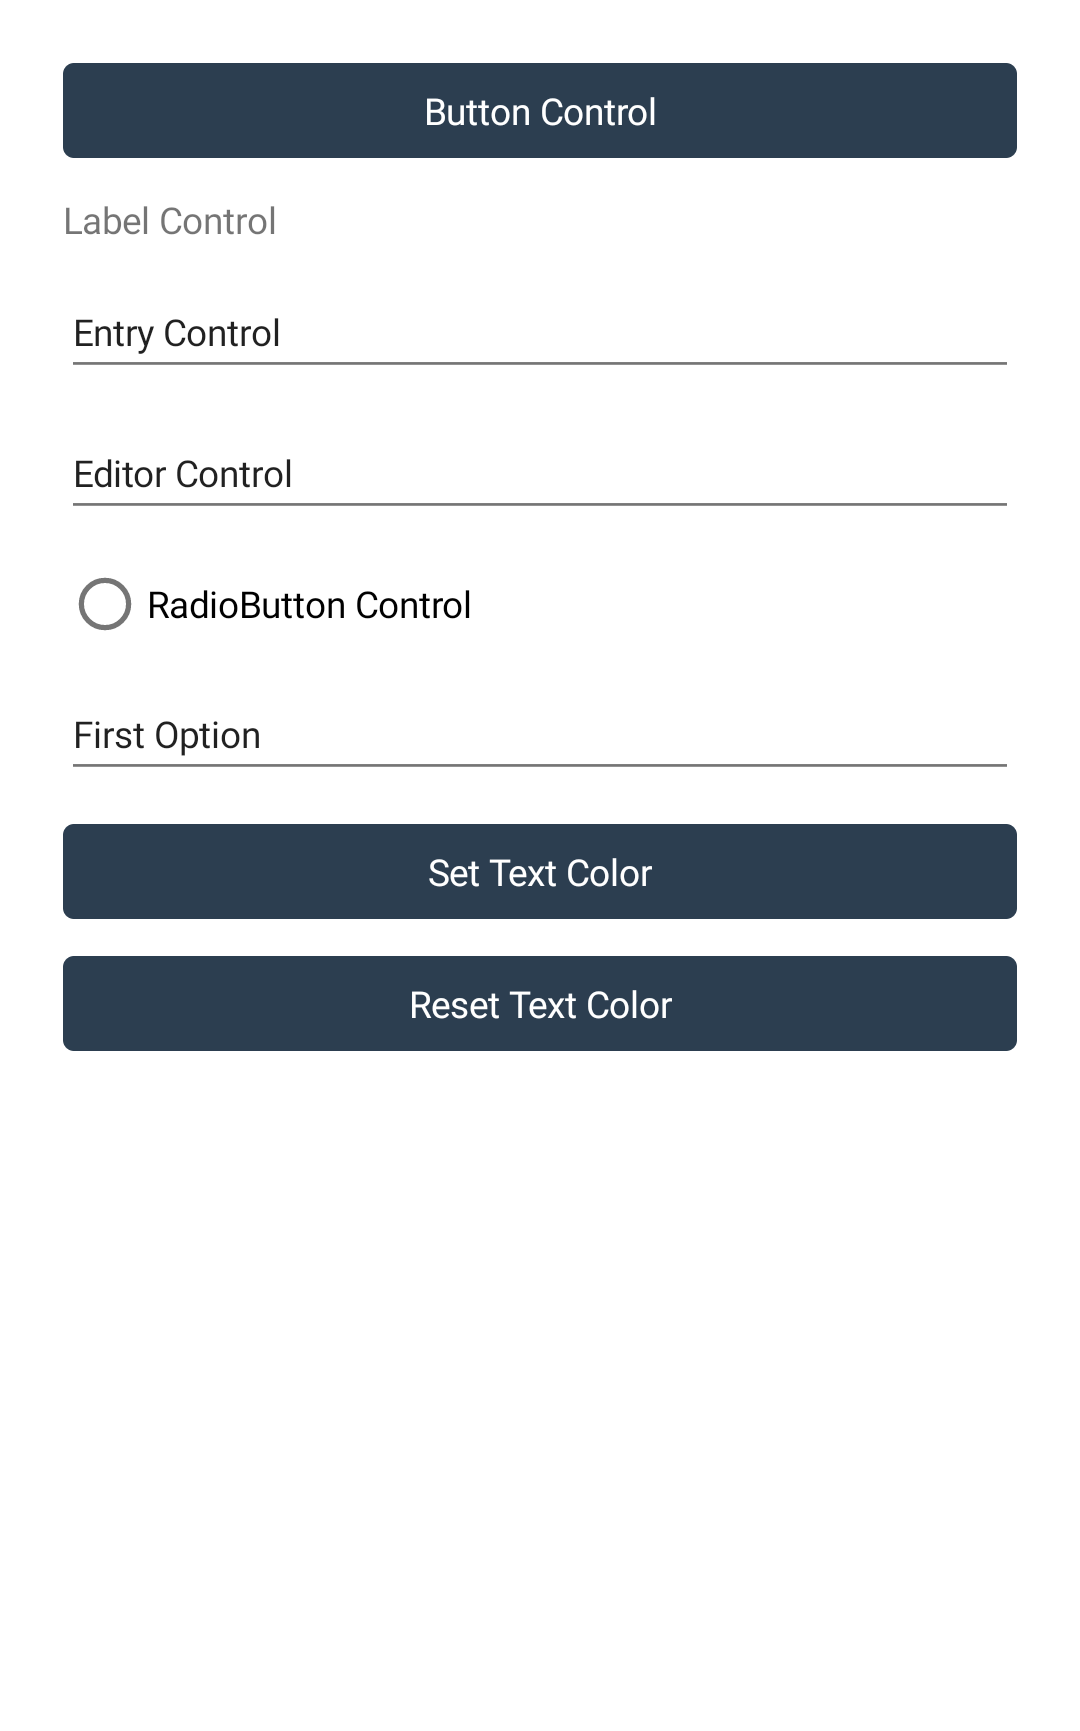 Button Control
Label Control
Entry Control
Editor Control
RadioButton Control
First Option
Set Text Color
Reset Text Color